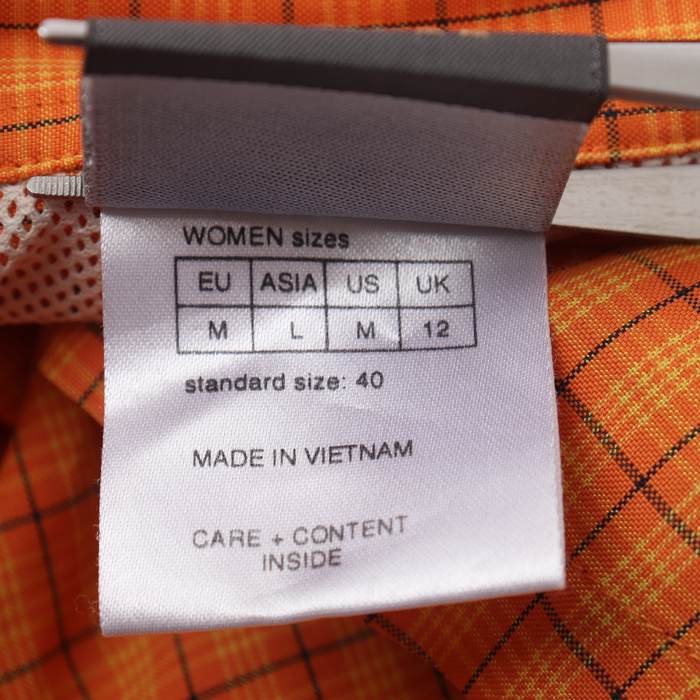 WOMEN sizes
EU ASIA US UK
M L M 12
standard size: 40
MADE IN VIETNAM
CARE + CONTENT
INSIDE